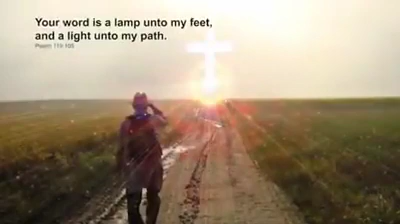 Your word is a lamp unto my feet,
and a light unto my path.
Psalm 119:105